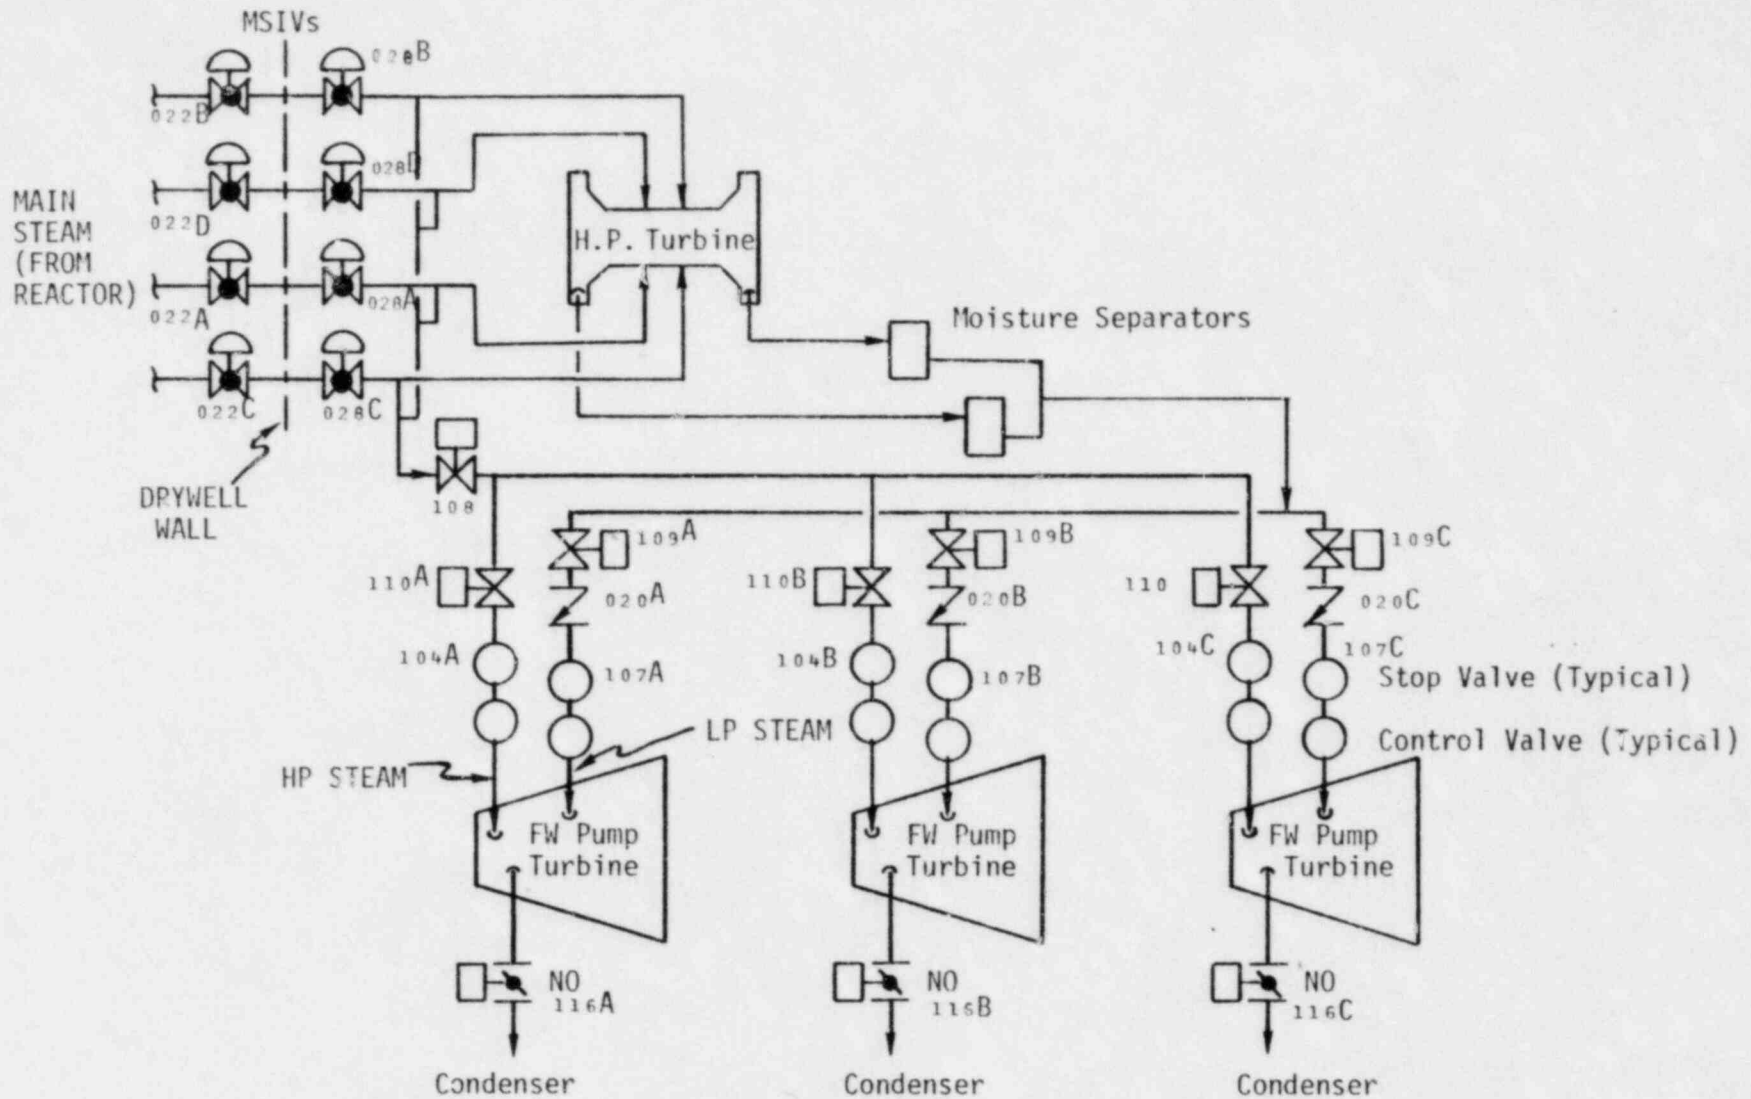 MSIVs
028B
022B
028D
MAIN
STEAM
(FROM
REACTOR)
022D
H.P. Turbine
028A
022A
Moisture Separators
022C
028C
DRYWELL
WALL
108
109A
109B
109C
110A
020A
110B
020B
110
020C
104A
107A
104B
107B
104C
107C
Stop Valve (Typical)
LP STEAM
Control Valve (Typical)
HP STEAM
FW Pump
Turbine
FW Pump
Turbine
FW Pump
Turbine
NO
116A
NO
116B
NO
116C
Condenser
Condenser
Condenser